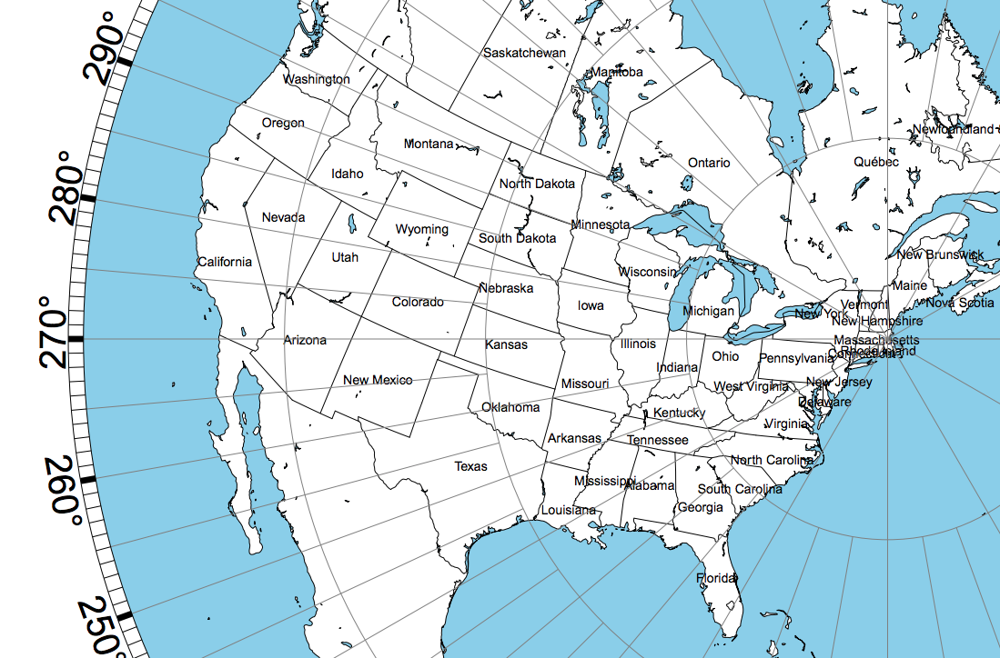 290°
280°
270°
260°
250°
Saskatchewan
Manitoba
Washington
Oregon
Montana
Ontario
Newfoundland
Québec
Idaho
North Dakota
Nevada
Wyoming
Minnesota
South Dakota
California
Utah
New Brunswick
Wisconsin
Maine
Nebraska
Colorado
Iowa
Michigan
New York
Vermont
Nova Scotia
New Hampshire
Arizona
Kansas
Illinois
Massachusetts
Ohio
Rhode Island
Connecticut
Pennsylvania
Indiana
New Mexico
Missouri
West Virginia
New Jersey
Delaware
Oklahoma
Kentucky
Virginia
Arkansas
Tennessee
Texas
North Carolina
Mississippi
Alabama
South Carolina
Louisiana
Georgia
Florida